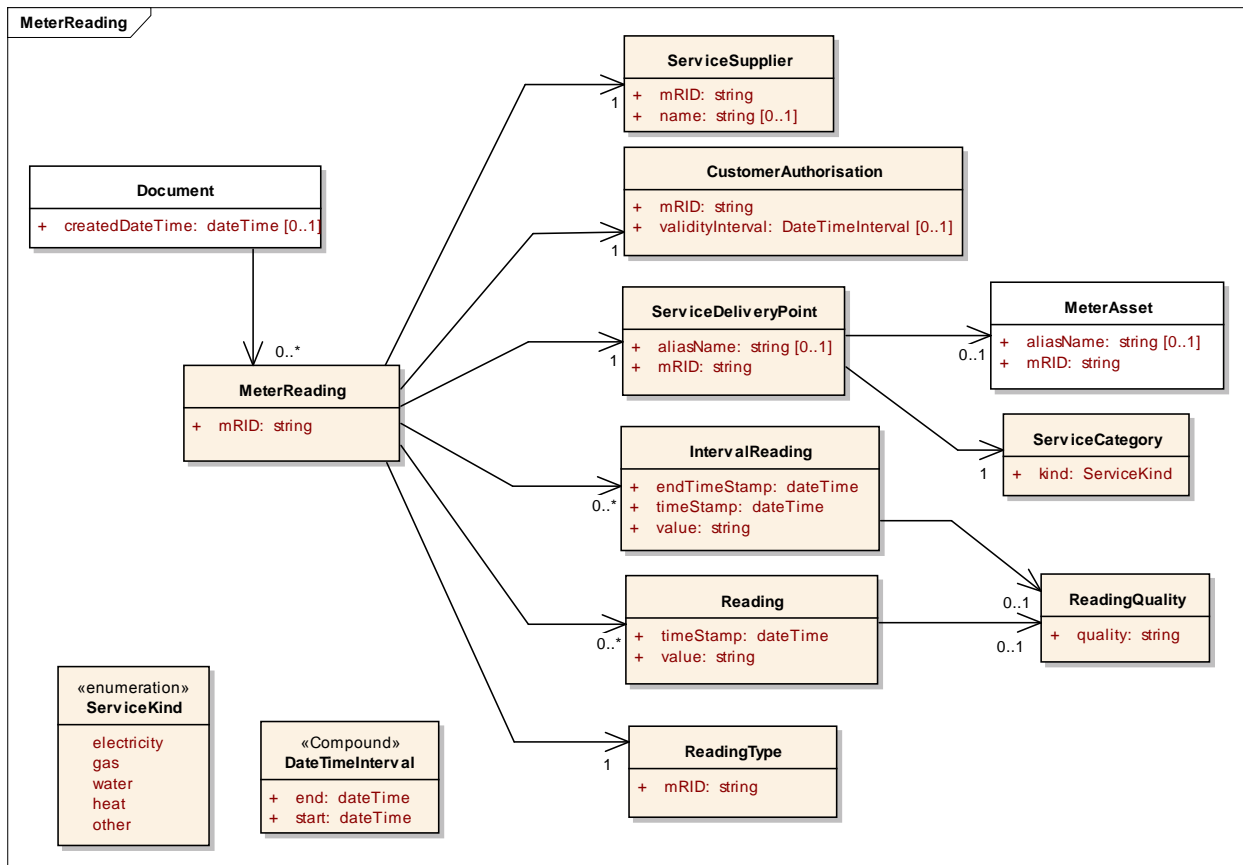 MeterReading
ServiceSupplier
+ mRID: string
+ name: string [0..1]
1
CustomerAuthorisation
+ mRID: string
+ validityInterval: DateTimeInterval [0..1]
1
Document
+ createdDateTime: dateTime [0..1]
0..*
MeterReading
+ mRID: string
ServiceDeliveryPoint
+ aliasName: string [0..1]
+ mRID: string
1
MeterAsset
+ aliasName: string [0..1]
+ mRID: string
0..1
ServiceCategory
+ kind: ServiceKind
1
IntervalReading
+ endTimeStamp: dateTime
+ timeStamp: dateTime
+ value: string
0..*
Reading
+ timeStamp: dateTime
+ value: string
0..*
ReadingQuality
+ quality: string
0..1
0..1
ReadingType
+ mRID: string
1
«enumeration»
ServiceKind
electricity
gas
water
heat
other
«Compound»
DateTimeInterval
+ end: dateTime
+ start: dateTime